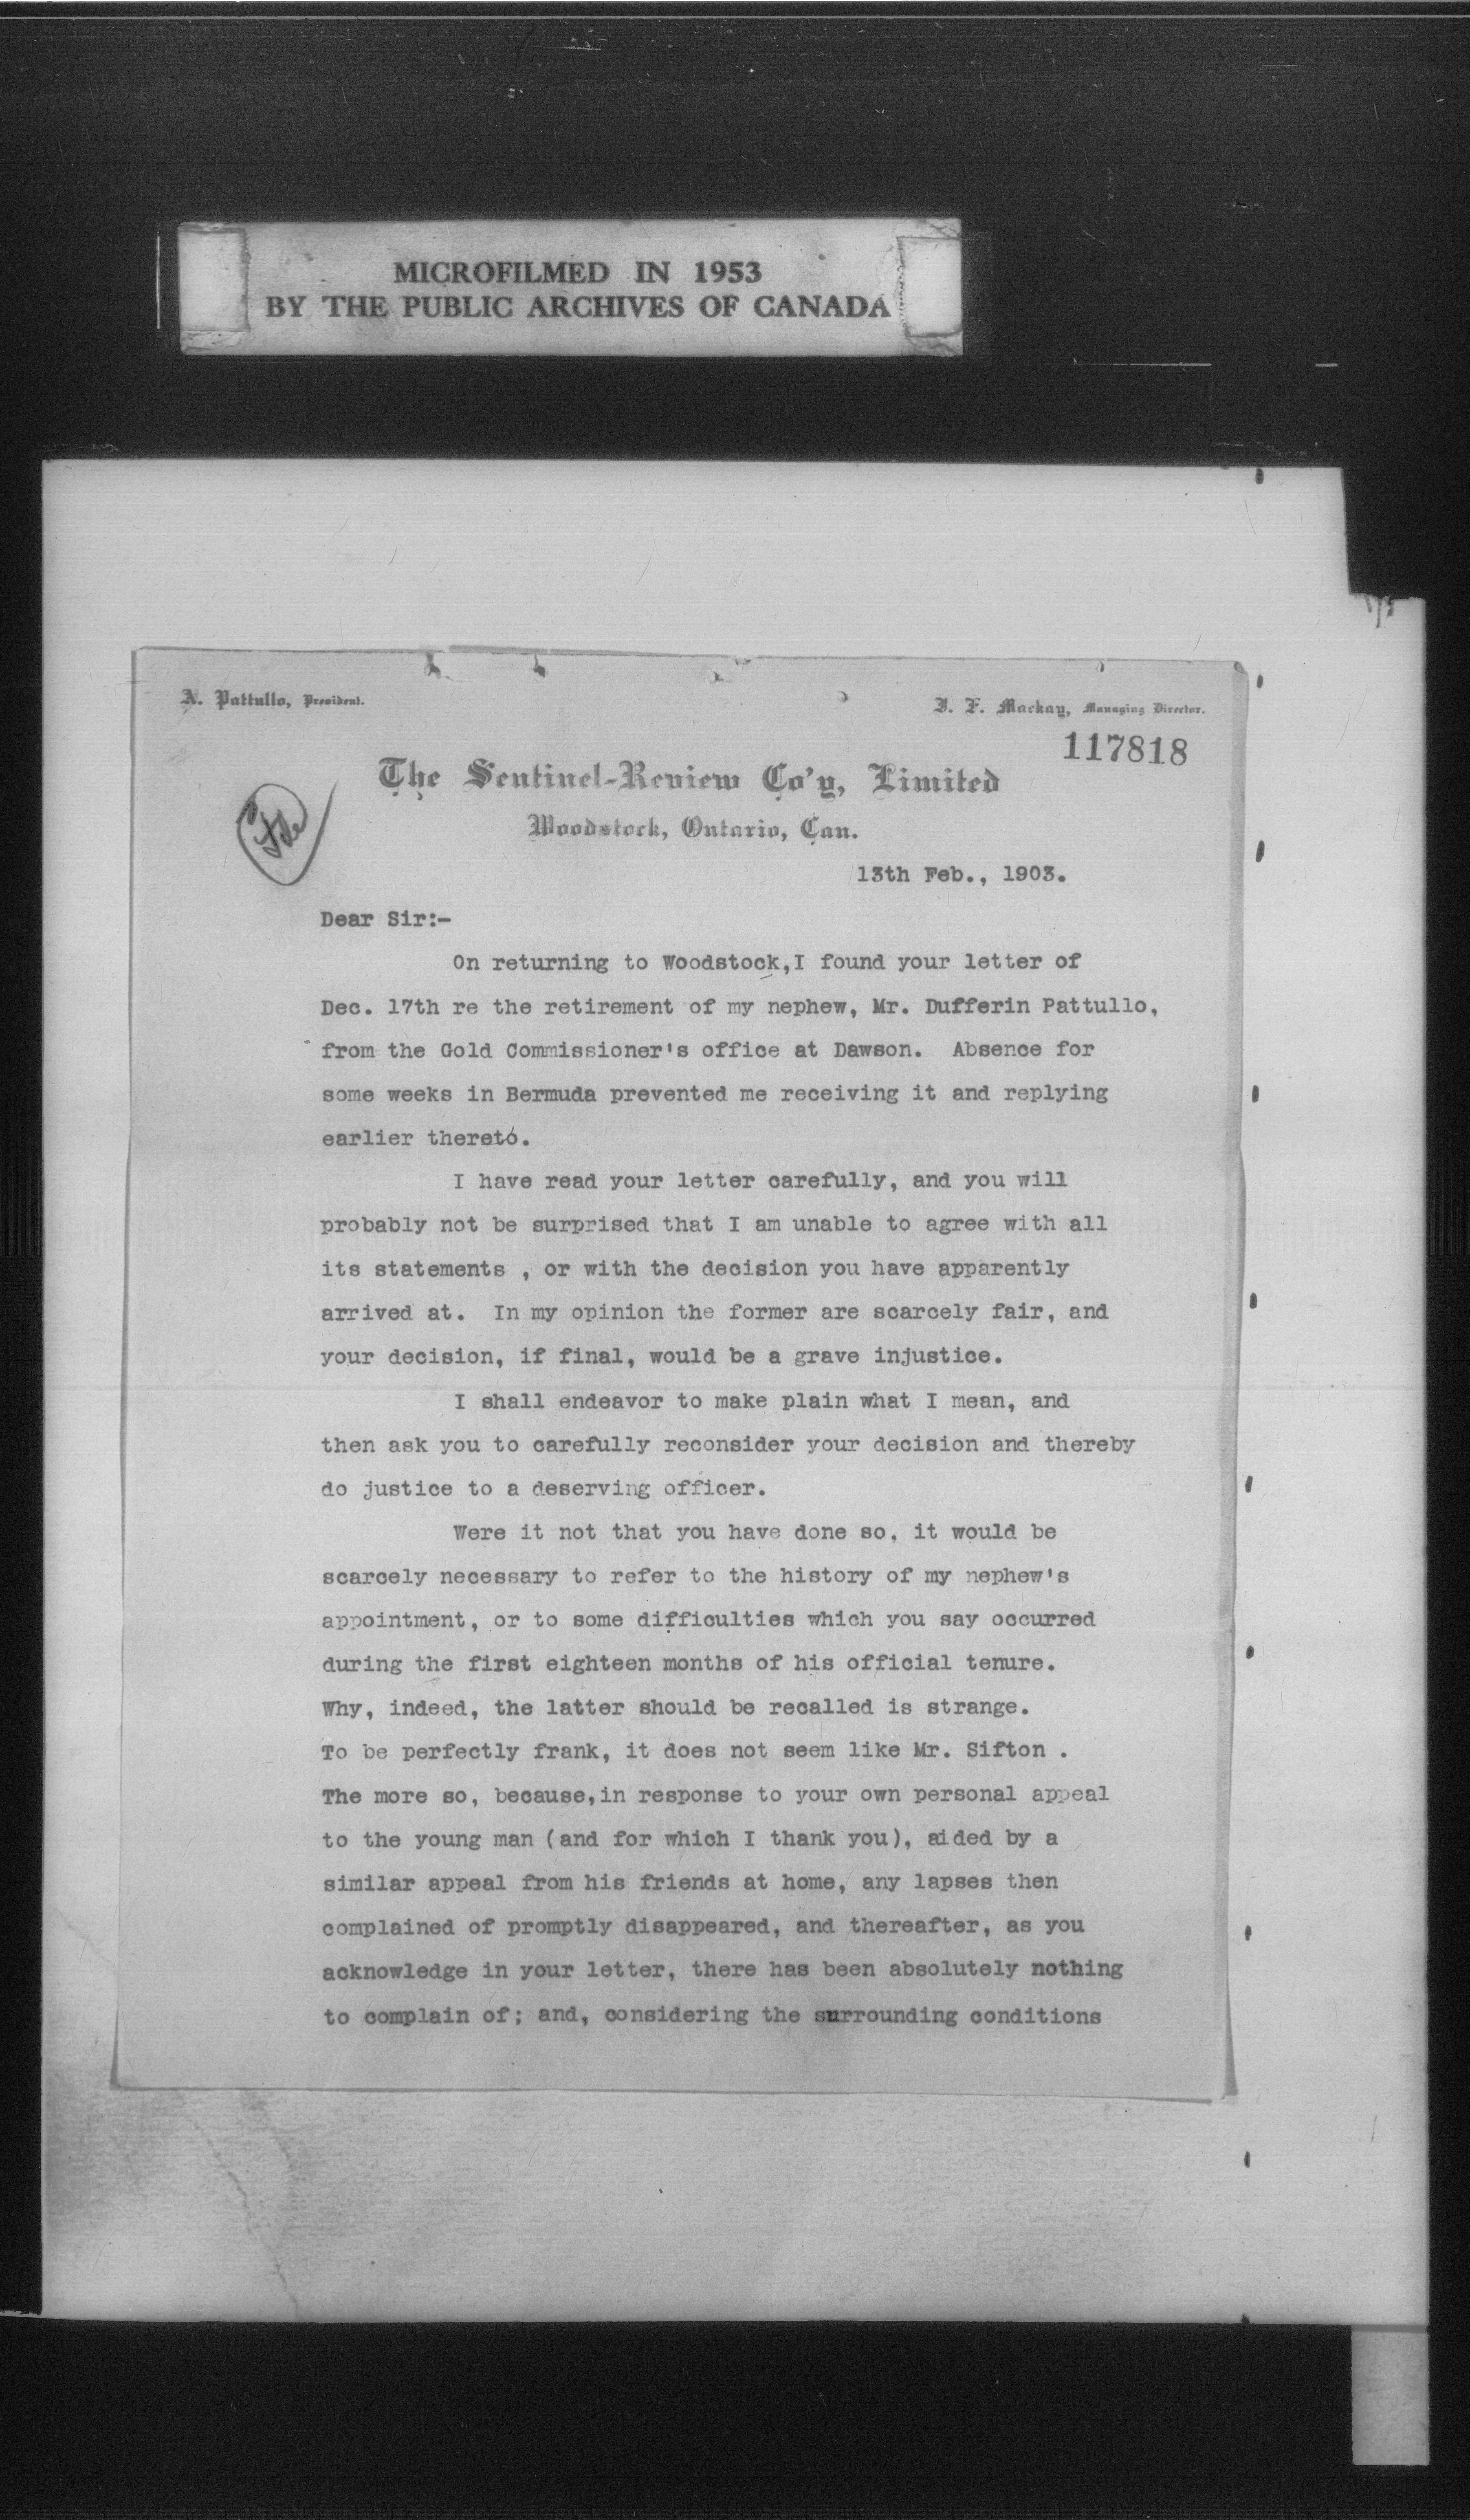 MICROFILMED IN 1953
BY THE PUBLIC ARCHIVES OF CANADA
A. Pattullo, President.
J. F. Mackay, Managing Director.
117818
The Sentinel-Review Co'y, Limited
Woodstock, Ontario, Can.
File
13th Feb., 1903.
Dear Sir:-
On returning to Woodstock,I found your letter of
Dec. 17th re the retirement of my nephew, Mr. Dufferin Pattullo,
from the Gold Commissioner's office at Dawson. Absence for
some weeks in Bermuda prevented me receiving it and replying
earlier thereto.
I have read your letter carefully, and you will
probably not be surprised that I am unable to agree with all
its statements , or with the decision you have apparently
arrived at. In my opinion the former are scarcely fair, and
your decision, if final, would be a grave injustice.
I shall endeavor to make plain what I mean, and
then ask you to carefully reconsider your decision and thereby
do justice to a deserving officer.
Were it not that you have done so, it would be
scarcely necessary to refer to the history of my nephew's
appointment, or to some difficulties which you say occurred
during the first eighteen months of his official tenure.
Why, indeed, the latter should be recalled is strange.
To be perfectly frank, it does not seem like Mr. Sifton .
The more so, because,in response to your own personal appeal
to the young man (and for which I thank you), aided by a
similar appeal from his friends at home, any lapses then
complained of promptly disappeared, and thereafter, as you
acknowledge in your letter, there has been absolutely nothing
to complain of; and, considering the surrounding conditions